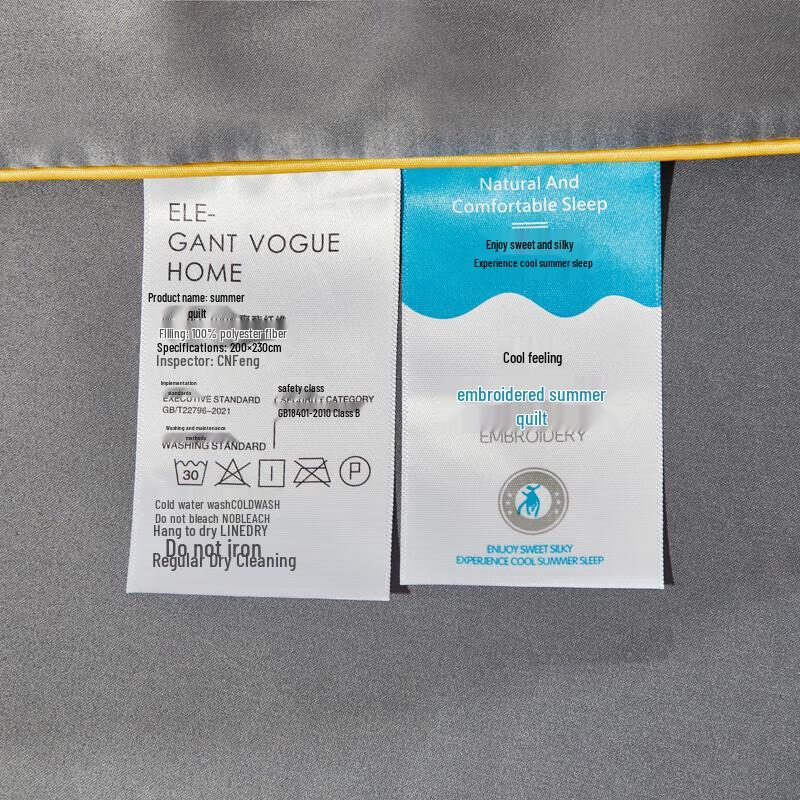 ELE-
GANT VOGUE
HOME
Product name: summer
quilt
Filling: 100% polyester fiber
Specifications: 200×230cm
Inspector: CNFeng
Implementation
standards
EXECUTIVE STANDARD
GB/T22796-2021
safety class
SECURITY CATEGORY
GB18401-2010 Class B
Washing and maintenance
methods
WASHING STANDARD
30
P
Cold water washCOLDWASH
Do not bleach NOBLEACH
Hang to dry LINEDRY
Do not iron
Regular Dry Cleaning
Natural And
Comfortable Sleep
Enjoy sweet and silky
Experience cool summer sleep
Cool feeling
embroidered summer
quilt
EMBROIDERY
ENJOY SWEET SILKY
EXPERIENCE COOL SUMMER SLEEP